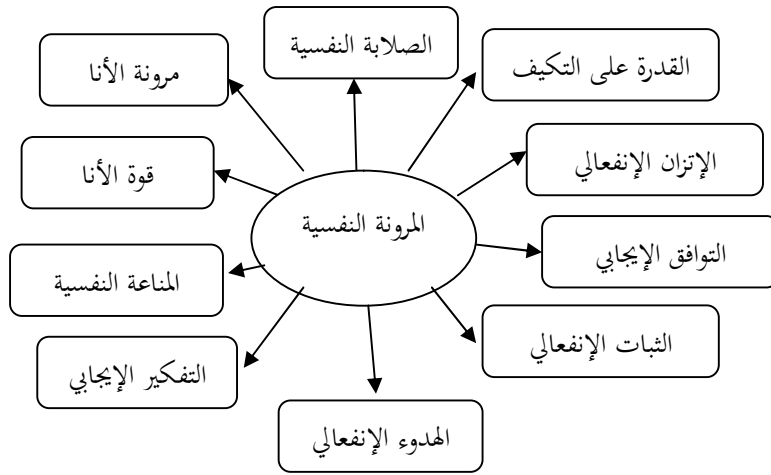 الصلابة النفسية
القدرة على التكيف
مرونة الأنا
الإتزان الإنفعالي
قوة الأنا
المرونة النفسية
التوافق الإيجابي
المناعة النفسية
الثبات الإنفعالي
التفكير الإيجابي
الهدوء الإنفعالي